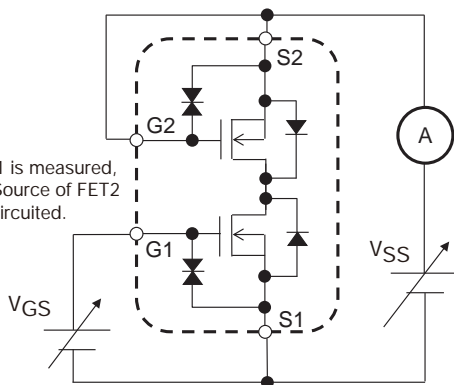 S2
G2
A
1 is measured,
Source of FET2
ircuited.
G1
VSS
VGS
S1